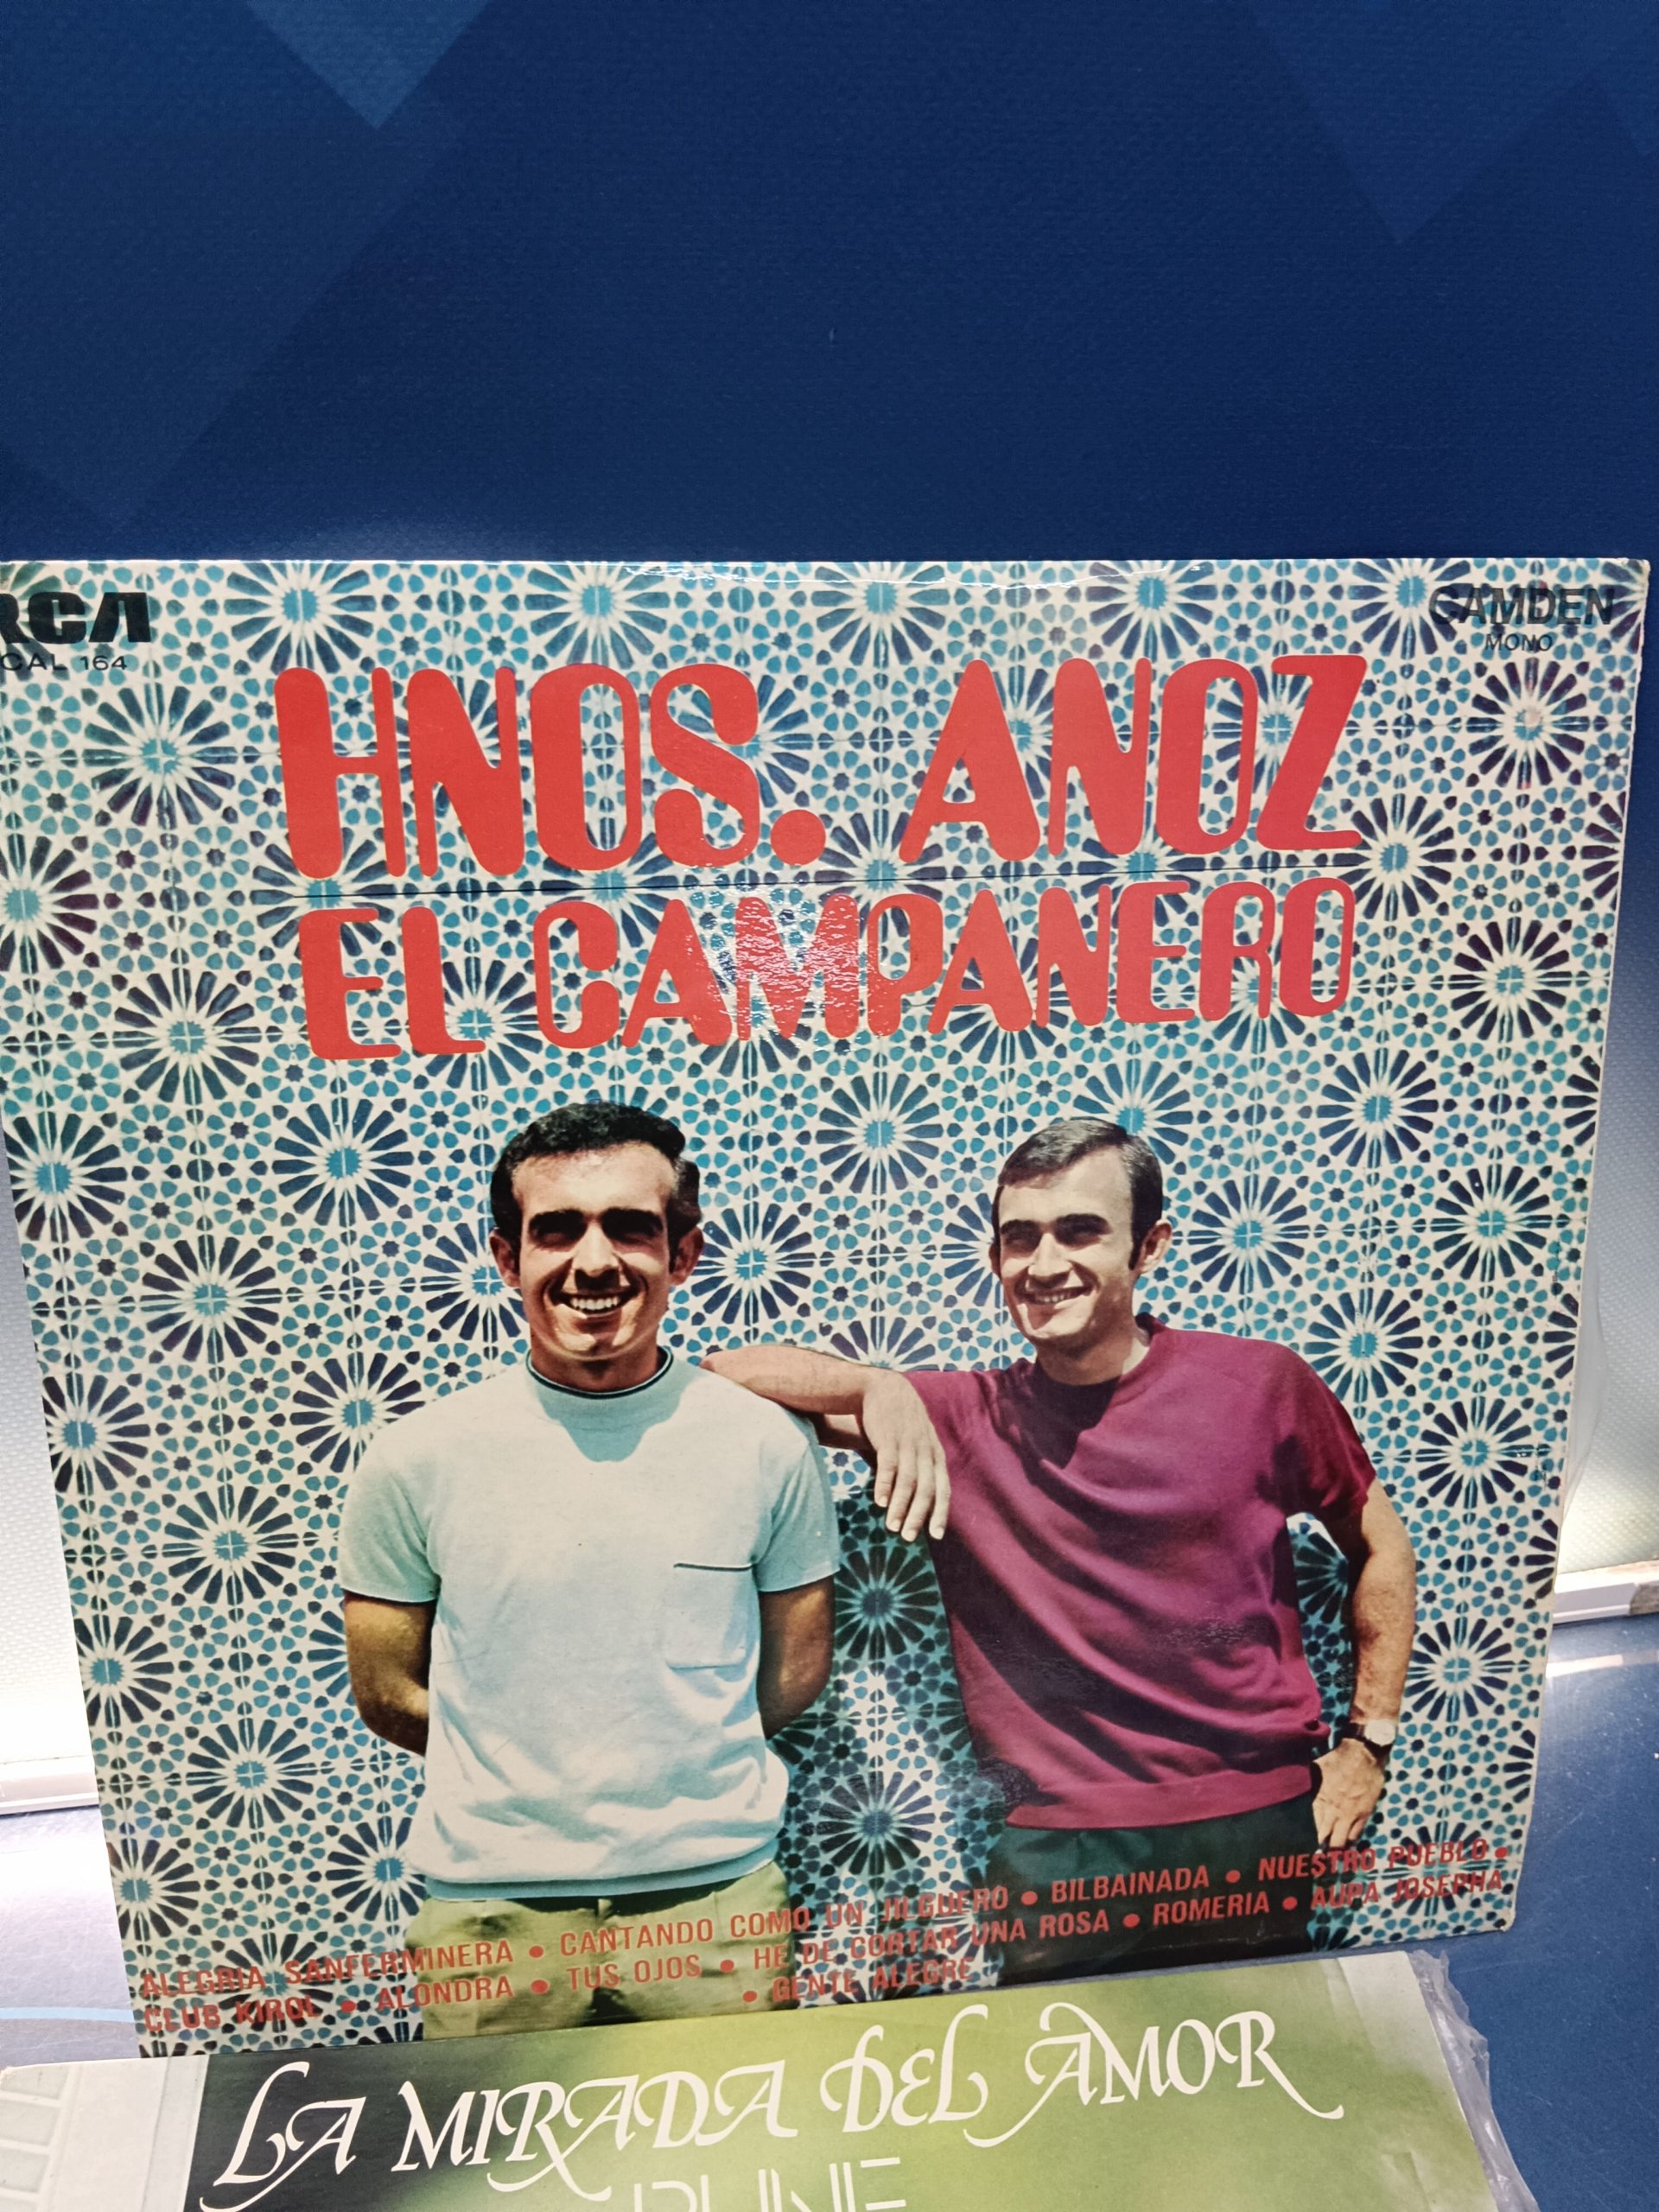 RCA
CAL 164
CAMDEN
MONO
HNOS. ANOZ
EL CAMPANERO
ALEGRIA SANFERMINERA • CANTANDO COMO UN JILGUERO • BILBAINADA • NUESTRO PUEBLO •
CLUB KIROL • ALONDRA • TUS OJOS • HE DE CORTAR UNA ROSA • ROMERIA • AUPA JOSEPHA
• GENTE ALEGRE
LA MIRADA DEL AMOR